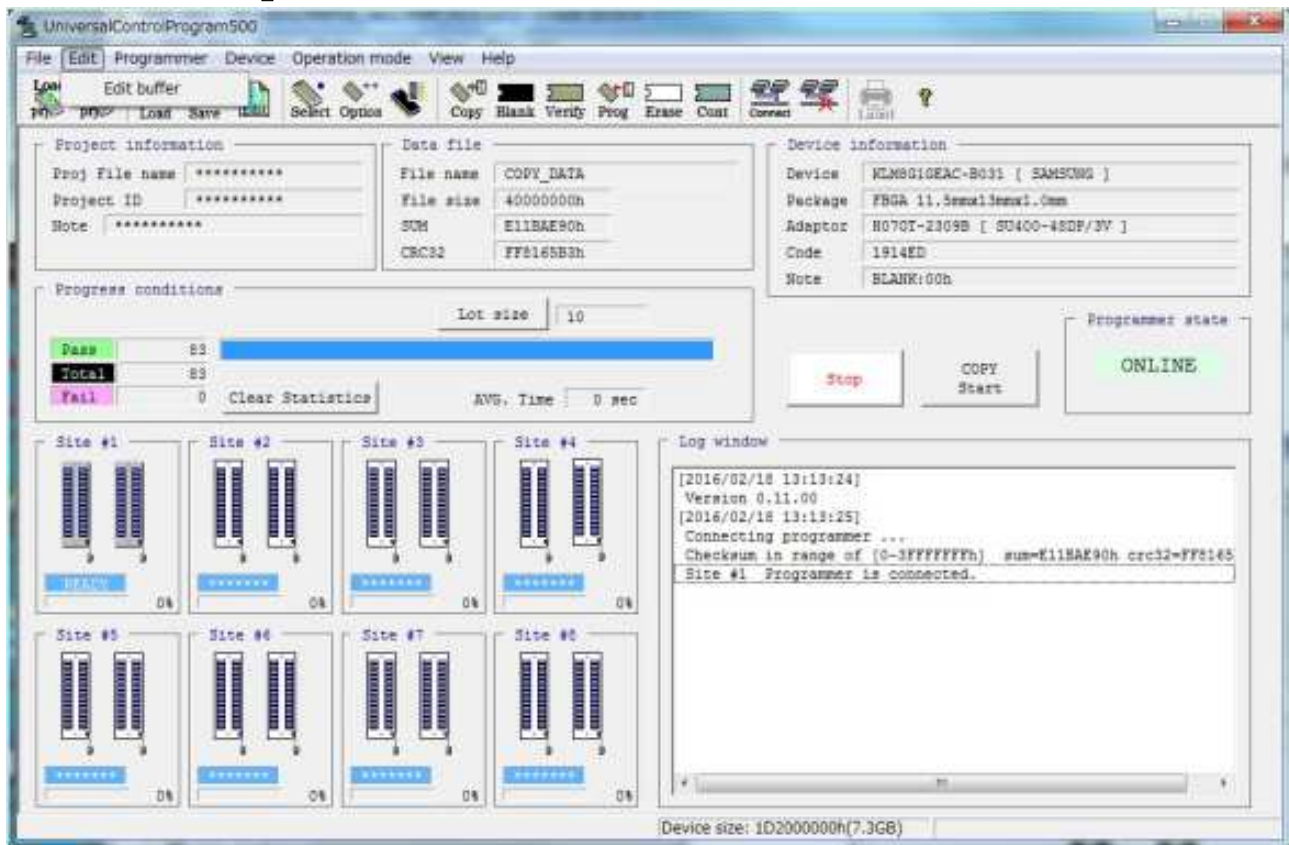 UniversalControlProgram500
File Edit Programmer Device Operation mode View Help
Edit buffer
Load Save Select Option Copy Blank Verify Prog Erase Cont Connect Label
Project information
Proj File name **********
Project ID **********
Note **********
Data file
File name COPY_DATA
File size 40000000h
SUM E11BAE90h
CRC32 FF8165B3h
Device information
Device KLM8G1GEAC-B031 [ SAMSUNG ]
Package FBGA 11.5mmx13mmx1.0mm
Adaptor N070T-2309B [ SU400-48DP/3V ]
Code 1914ED
Note BLANK:00h
Progress conditions
Lot size 10
Pass 83
Total 83
Fail 0 Clear Statistics AVG. Time 0 sec
Stop
COPY Start
Programmer state
ONLINE
Site #1 Site #2 Site #3 Site #4
READY ******* ******* *******
0% 0% 0% 0%
Site #5 Site #6 Site #7 Site #8
******* ******* ******* *******
0% 0% 0% 0%
Log window
[2016/02/18 13:13:24]
Version 0.11.00
[2016/02/18 13:13:25]
Connecting programmer ...
Checksum in range of (0-3FFFFFFFh) sum=E11BAE90h crc32=FF8165
Site #1 Programmer is connected.
Device size: 1D2000000h(7.3GB)